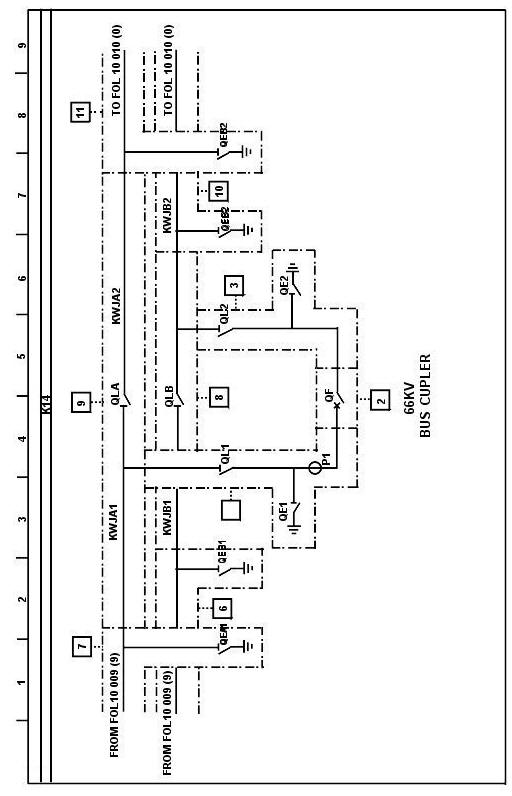 1 2 3 4 5 6 7 8 9
K14
7 9 11
FROM FOL10 009 (9) KWJA1 QLA KWJA2 TO FOL 10 010 (0)
FROM FOL10 009 (9) KWJB1 QLB KWJB2 TO FOL 10 010 (0)
QEA1 6 QEB1 QL1 8 QL2 3 QEB2 10 QEB2
QE1 QE2
P1 QF
2
66KV
BUS CUPLER